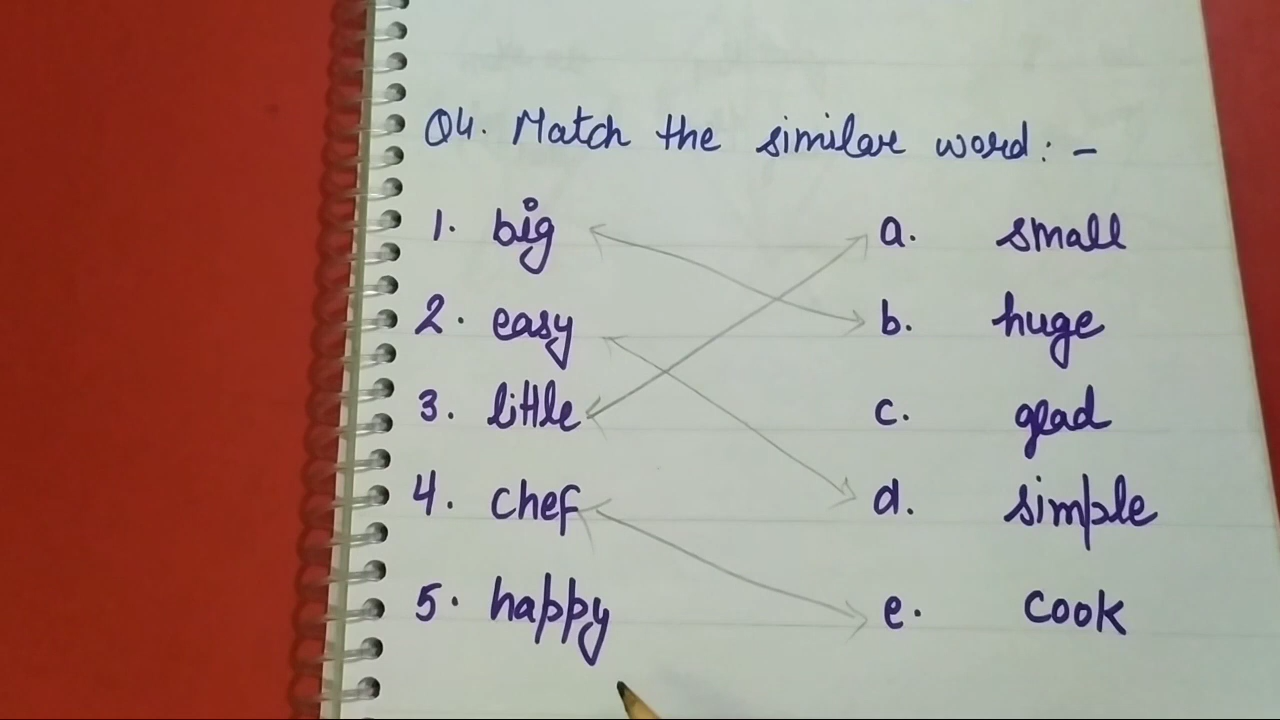 Q4. Match the similar word: -
1. big a. small
2. easy b. huge
3. little c. glad
4. chef d. simple
5. happy e. cook